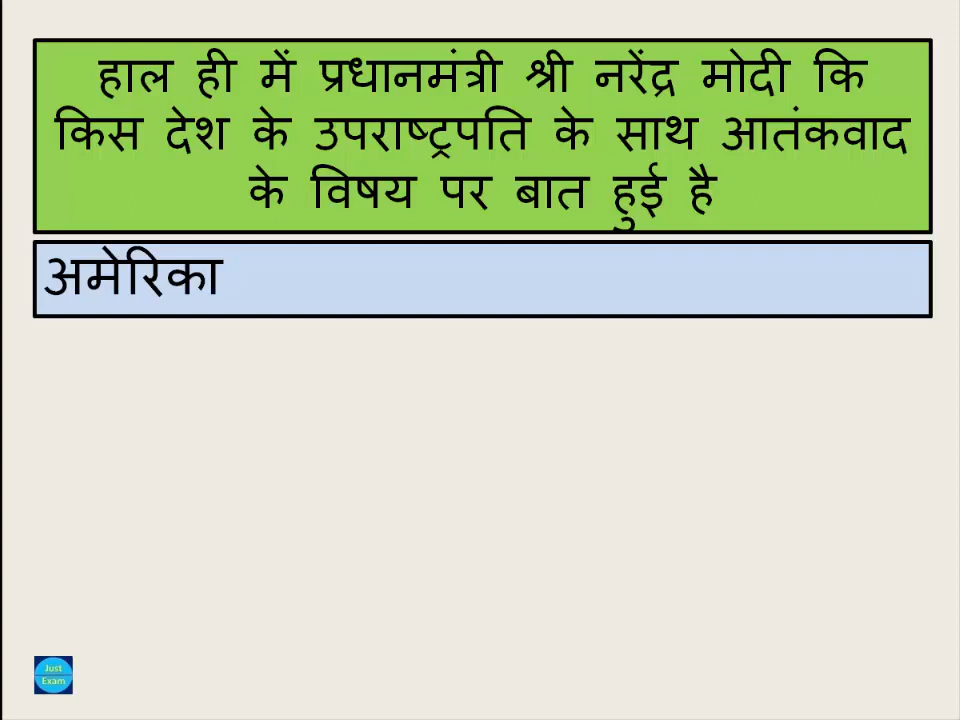 हाल ही में प्रधानमंत्री श्री नरेंद्र मोदी कि
किस देश के उपराष्ट्रपति के साथ आतंकवाद
के विषय पर बात हुई है
अमेरिका
Just
Exam